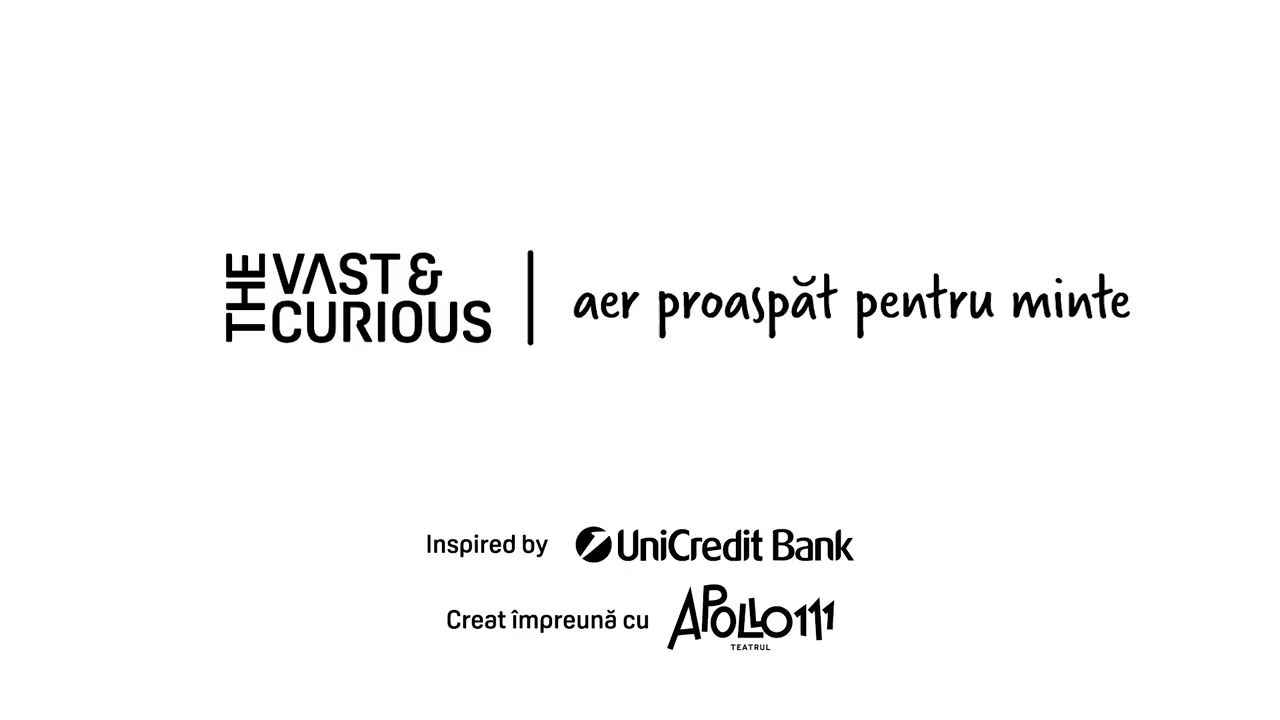 THE VAST & CURIOUS | aer proaspăt pentru minte
Inspired by UniCredit Bank
Creat împreună cu APOLLO111
TEATRUL